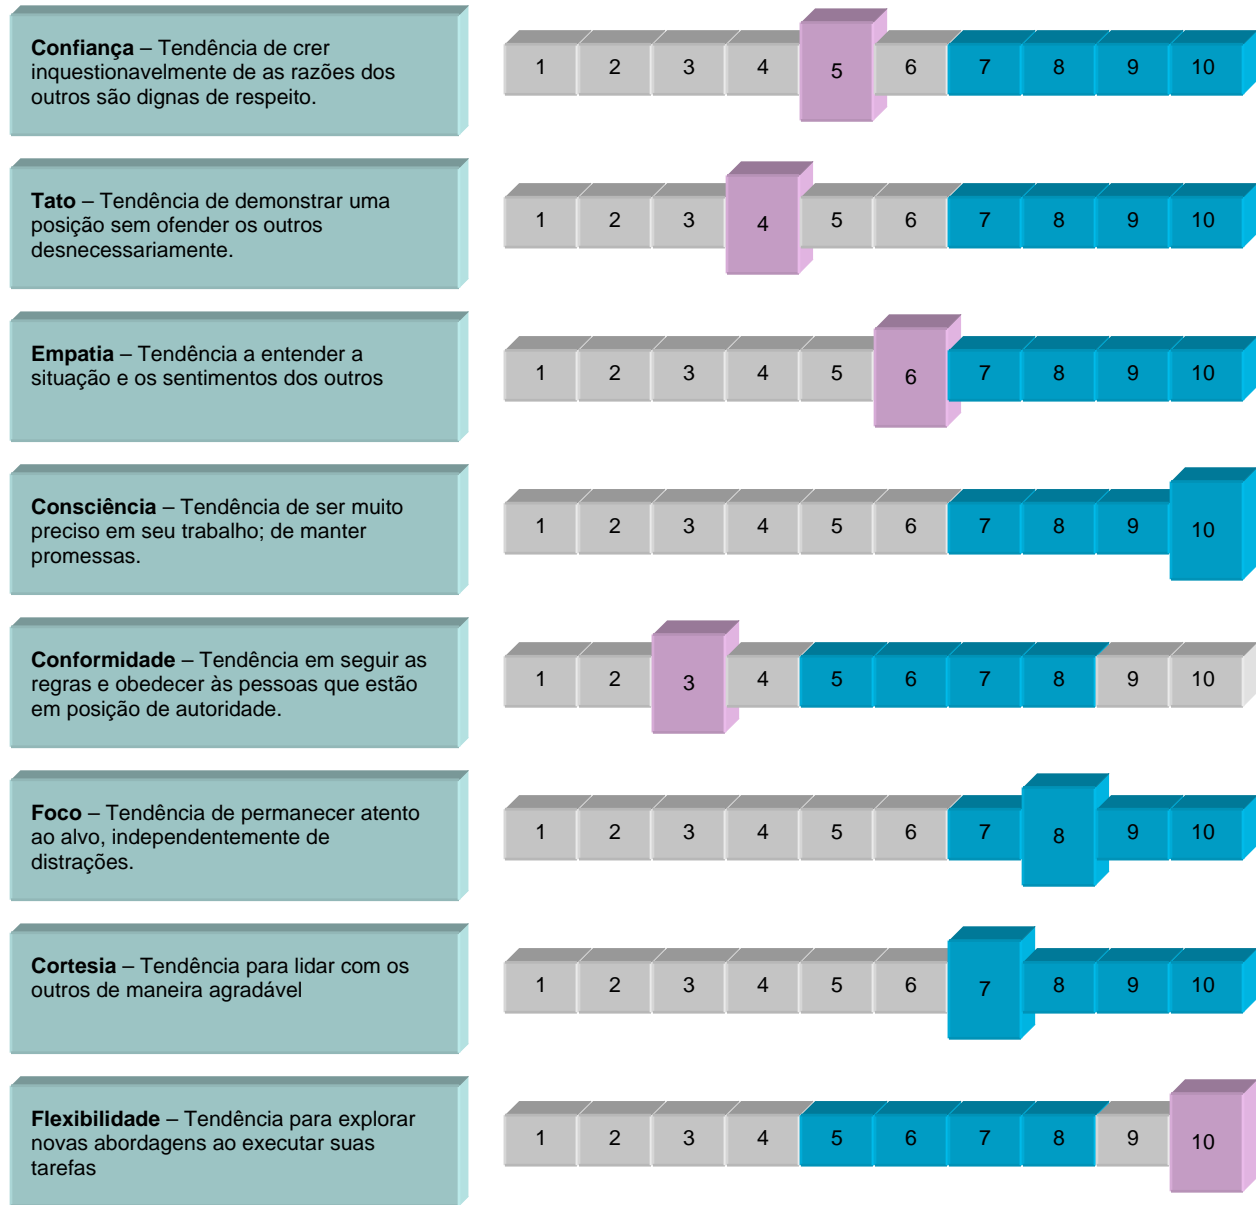 Confiança – Tendência de crer
inquestionavelmente de as razões dos
outros são dignas de respeito.
1 2 3 4 5 6 7 8 9 10
Tato – Tendência de demonstrar uma
posição sem ofender os outros
desnecessariamente.
1 2 3 4 5 6 7 8 9 10
Empatia – Tendência a entender a
situação e os sentimentos dos outros
1 2 3 4 5 6 7 8 9 10
Consciência – Tendência de ser muito
preciso em seu trabalho; de manter
promessas.
1 2 3 4 5 6 7 8 9 10
Conformidade – Tendência em seguir as
regras e obedecer às pessoas que estão
em posição de autoridade.
1 2 3 4 5 6 7 8 9 10
Foco – Tendência de permanecer atento
ao alvo, independentemente de
distrações.
1 2 3 4 5 6 7 8 9 10
Cortesia – Tendência para lidar com os
outros de maneira agradável
1 2 3 4 5 6 7 8 9 10
Flexibilidade – Tendência para explorar
novas abordagens ao executar suas
tarefas
1 2 3 4 5 6 7 8 9 10